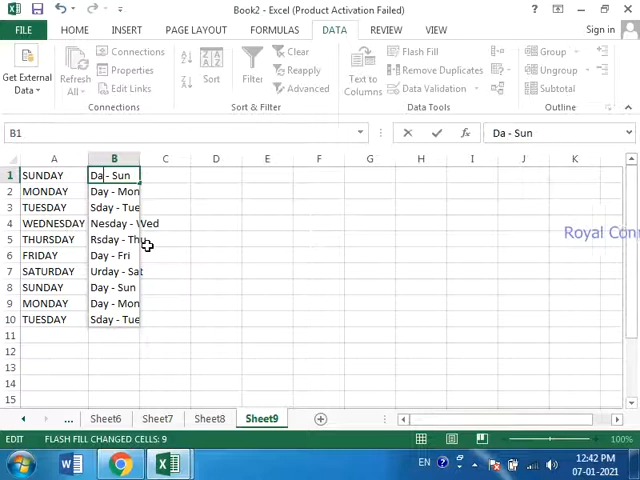 Book2 - Excel (Product Activation Failed)
FILE HOME INSERT PAGE LAYOUT FORMULAS DATA REVIEW VIEW Sign in
Get External Data
Refresh All
Connections
Properties
Edit Links
Connections
Sort
Filter
Clear
Reapply
Advanced
Sort & Filter
Text to Columns
Flash Fill
Remove Duplicates
Data Validation
Data Tools
Group
Ungroup
Subtotal
Outline
B1 fx Da - Sun
A B C D E F G H I J K
1 SUNDAY Da - Sun
2 MONDAY Day - Mon
3 TUESDAY Sday - Tue
4 WEDNESDAY Nesday - Wed
5 THURSDAY Rsday - Thu
6 FRIDAY Day - Fri
7 SATURDAY Urday - Sat
8 SUNDAY Day - Sun
9 MONDAY Day - Mon
10 TUESDAY Sday - Tue
11
12
13
14
15
Royal Con
... Sheet6 Sheet7 Sheet8 Sheet9
EDIT FLASH FILL CHANGED CELLS: 9 100%
EN 12:42 PM
07-01-2021